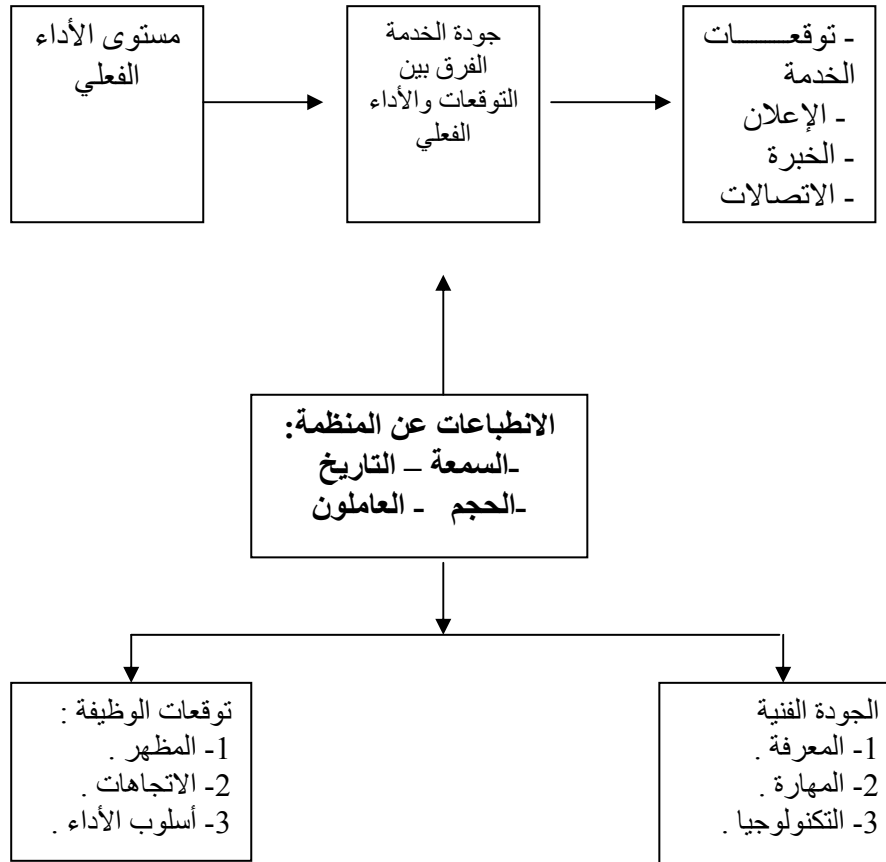 - توقعـــــات
الخدمة
- الإعلان
- الخبرة
- الاتصالات
جودة الخدمة
الفرق بين
التوقعات والأداء
الفعلي
مستوى الأداء
الفعلي
الانطباعات عن المنظمة:
-السمعة – التاريخ
-الحجم - العاملون
الجودة الفنية
1- المعرفة .
2- المهارة .
3- التكنولوجيا .
توقعات الوظيفة :
1- المظهر .
2- الاتجاهات .
3- أسلوب الأداء .